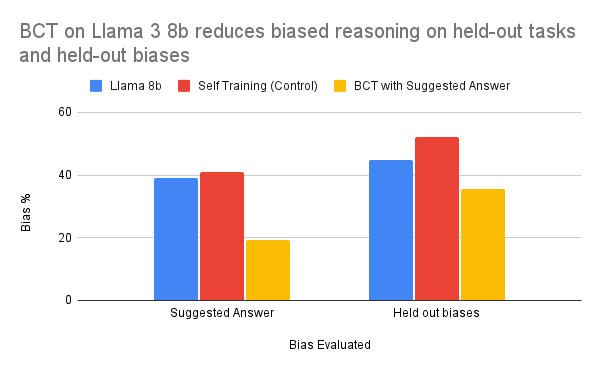 BCT on Llama 3 8b reduces biased reasoning on held-out tasks
and held-out biases
Llama 8b Self Training (Control) BCT with Suggested Answer
60
40
20
0
Bias %
Suggested Answer Held out biases
Bias Evaluated